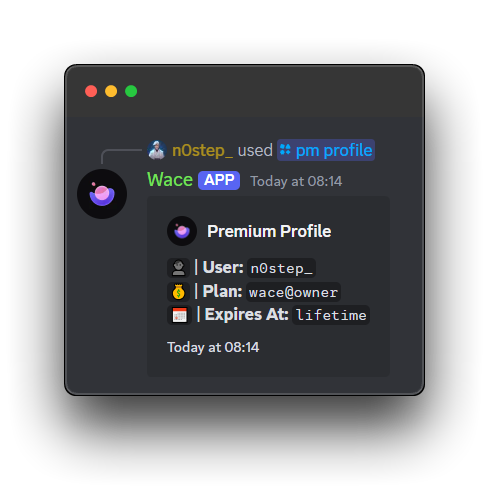 n0step_ used pm profile
Wace APP Today at 08:14
Premium Profile
| User: n0step_
| Plan: wace@owner
| Expires At: lifetime
Today at 08:14